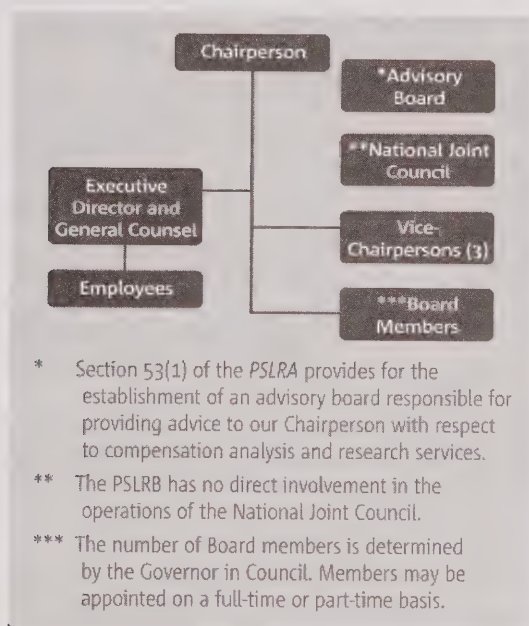 Chairperson
*Advisory
Board
**National Joint
Council
Executive
Director and
General Counsel
Vice-
Chairpersons (3)
Employees
***Board
Members
* Section 53(1) of the PSLRA provides for the
establishment of an advisory board responsible for
providing advice to our Chairperson with respect
to compensation analysis and research services.
** The PSLRB has no direct involvement in the
operations of the National Joint Council.
*** The number of Board members is determined
by the Governor in Council. Members may be
appointed on a full-time or part-time basis.